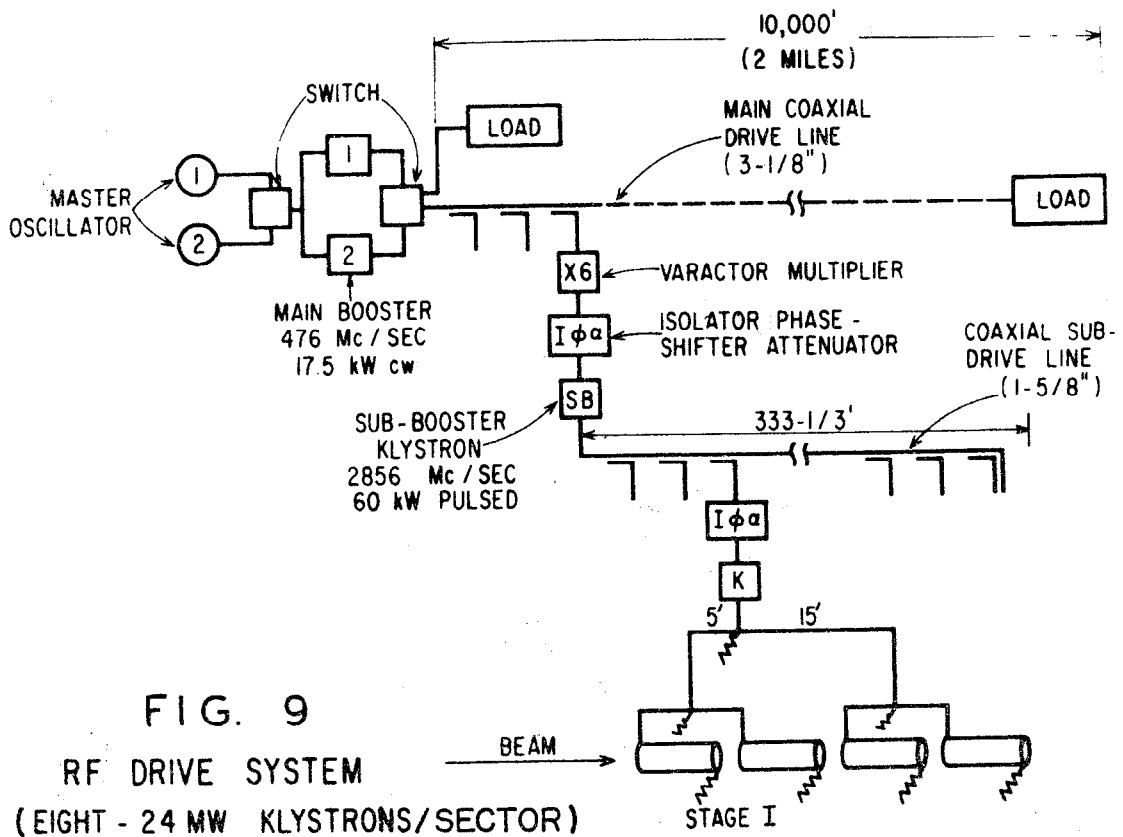 10,000'
(2 MILES)
SWITCH
LOAD
MAIN COAXIAL
DRIVE LINE
(3-1/8")
1
1
MASTER
OSCILLATOR
2
2
LOAD
X6
VARACTOR MULTIPLIER
MAIN BOOSTER
476 Mc/SEC
17.5 kW cw
I ϕ α
ISOLATOR PHASE-
SHIFTER ATTENUATOR
COAXIAL SUB-
DRIVE LINE
(1-5/8")
SB
SUB-BOOSTER
KLYSTRON
2856 Mc/SEC
60 kW PULSED
333-1/3'
I ϕ α
K
5'
15'
FIG. 9
RF DRIVE SYSTEM
(EIGHT - 24 MW KLYSTRONS/SECTOR)
BEAM
STAGE I